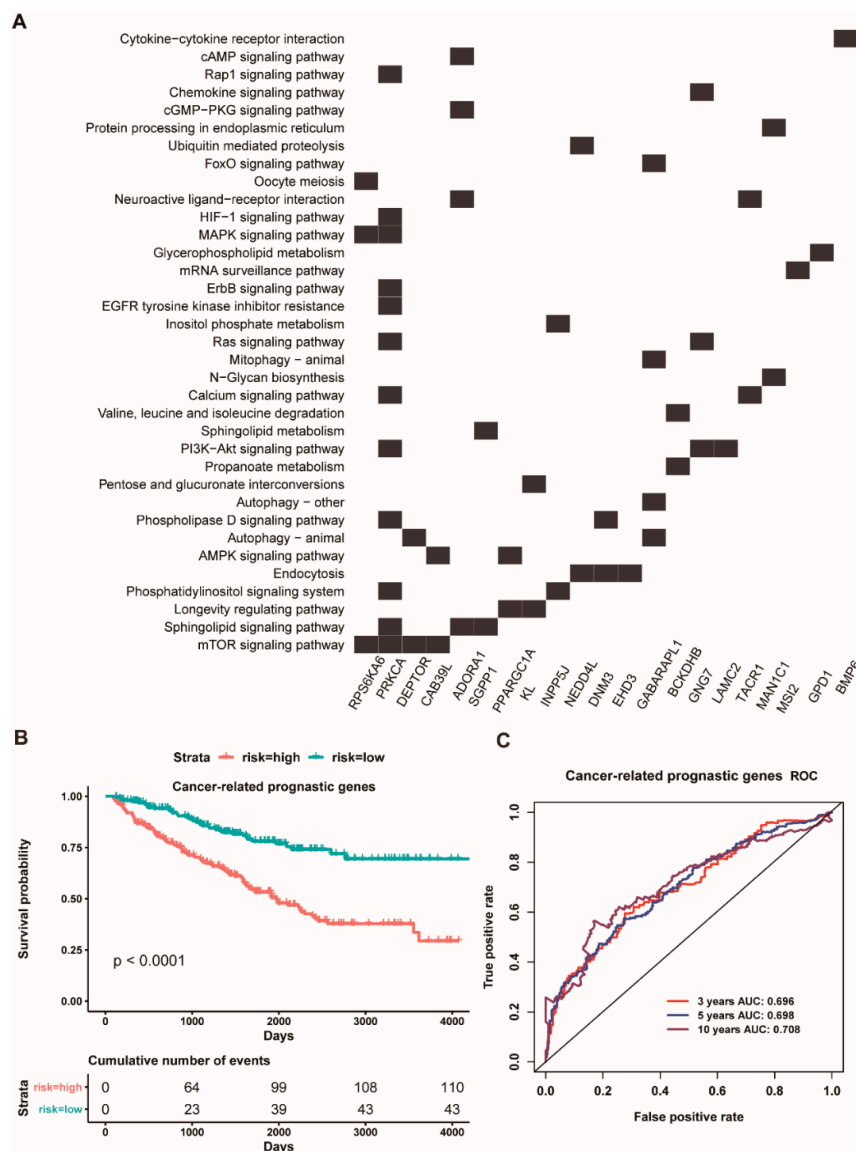 A
Cytokine−cytokine receptor interaction
cAMP signaling pathway
Rap1 signaling pathway
Chemokine signaling pathway
cGMP−PKG signaling pathway
Protein processing in endoplasmic reticulum
Ubiquitin mediated proteolysis
FoxO signaling pathway
Oocyte meiosis
Neuroactive ligand−receptor interaction
HIF−1 signaling pathway
MAPK signaling pathway
Glycerophospholipid metabolism
mRNA surveillance pathway
ErbB signaling pathway
EGFR tyrosine kinase inhibitor resistance
Inositol phosphate metabolism
Ras signaling pathway
Mitophagy − animal
N−Glycan biosynthesis
Calcium signaling pathway
Valine, leucine and isoleucine degradation
Sphingolipid metabolism
PI3K−Akt signaling pathway
Propanoate metabolism
Pentose and glucuronate interconversions
Autophagy − other
Phospholipase D signaling pathway
Autophagy − animal
AMPK signaling pathway
Endocytosis
Phosphatidylinositol signaling system
Longevity regulating pathway
Sphingolipid signaling pathway
mTOR signaling pathway
RPS6KA6
PRKCA
DEPTOR
CAB39L
ADORA1
SGPP1
PPARGC1A
KL
INPP5J
NEDD4L
DNM3
EHD3
GABARAPL1
BCKDHB
GNG7
LAMC2
TACR1
MAN1C1
MSI2
GPD1
BMP6
B
Strata risk=high risk=low
Cancer-related prognastic genes
Survival probability
1.00
0.75
0.50
0.25
0.00
p < 0.0001
0 1000 2000 3000 4000
Days
Cumulative number of events
Strata
risk=high 0 64 99 108 110
risk=low 0 23 39 43 43
0 1000 2000 3000 4000
Days
C
Cancer-related prognastic genes ROC
True positive rate
1.0
0.8
0.6
0.4
0.2
0.0
3 years AUC: 0.696
5 years AUC: 0.698
10 years AUC: 0.708
0.0 0.2 0.4 0.6 0.8 1.0
False positive rate